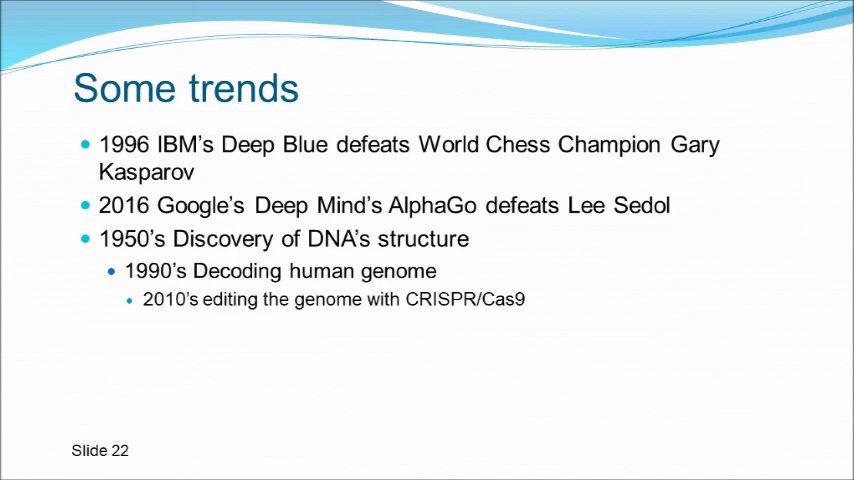 Some trends
1996 IBM’s Deep Blue defeats World Chess Champion Gary
Kasparov
2016 Google’s Deep Mind’s AlphaGo defeats Lee Sedol
1950’s Discovery of DNA’s structure
1990’s Decoding human genome
2010’s editing the genome with CRISPR/Cas9
Slide 22